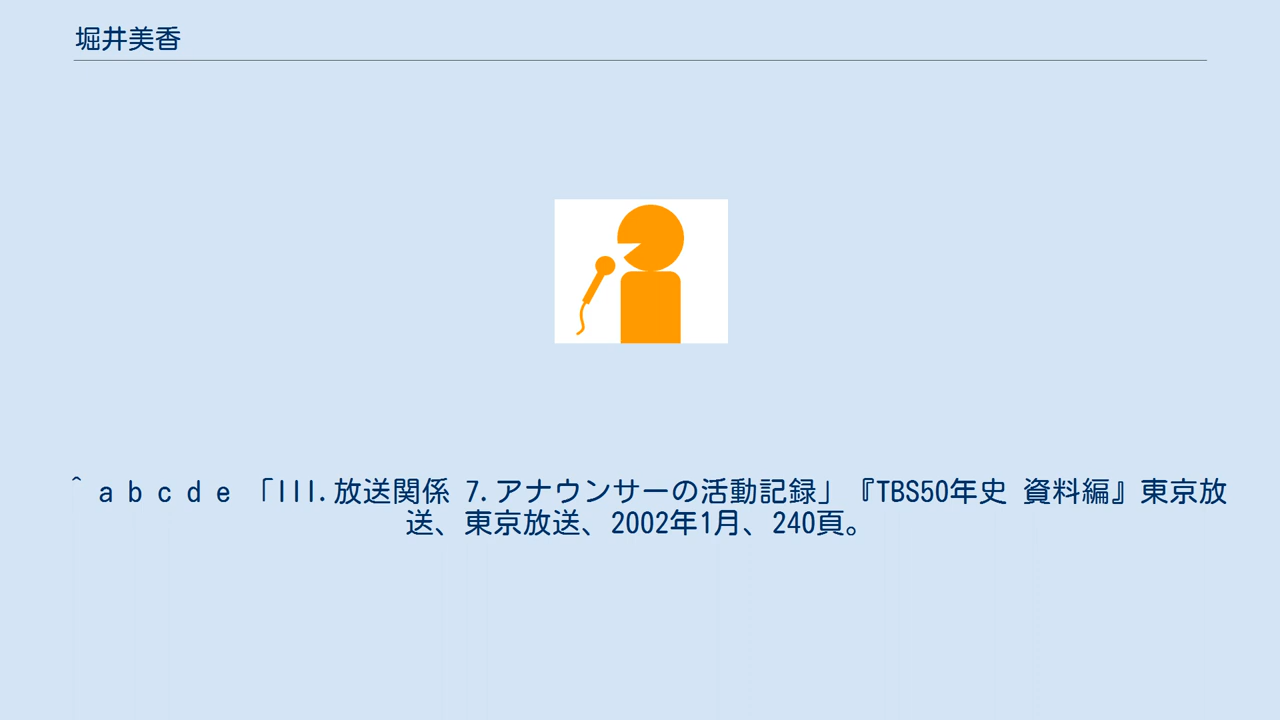 堀井美香
^ a b c d e 「III.放送関係 7.アナウンサーの活動記録」『TBS50年史 資料編』東京放
送、東京放送、2002年1月、240頁。